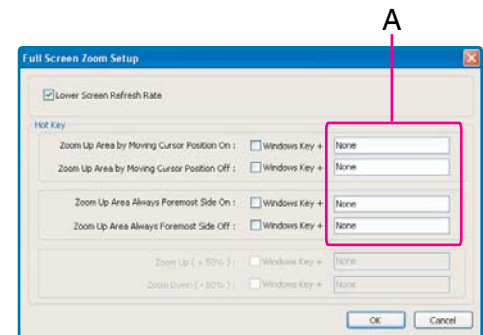 A
Full Screen Zoom Setup
Lower Screen Refresh Rate
Hot Key
Zoom Up Area by Moving Cursor Position On : Windows Key + None
Zoom Up Area by Moving Cursor Position Off : Windows Key + None
Zoom Up Area Always Foremost Side On : Windows Key + None
Zoom Up Area Always Foremost Side Off : Windows Key + None
Zoom Up ( + 50% ) : Windows Key + None
Zoom Down ( - 50% ) : Windows Key + None
OK Cancel